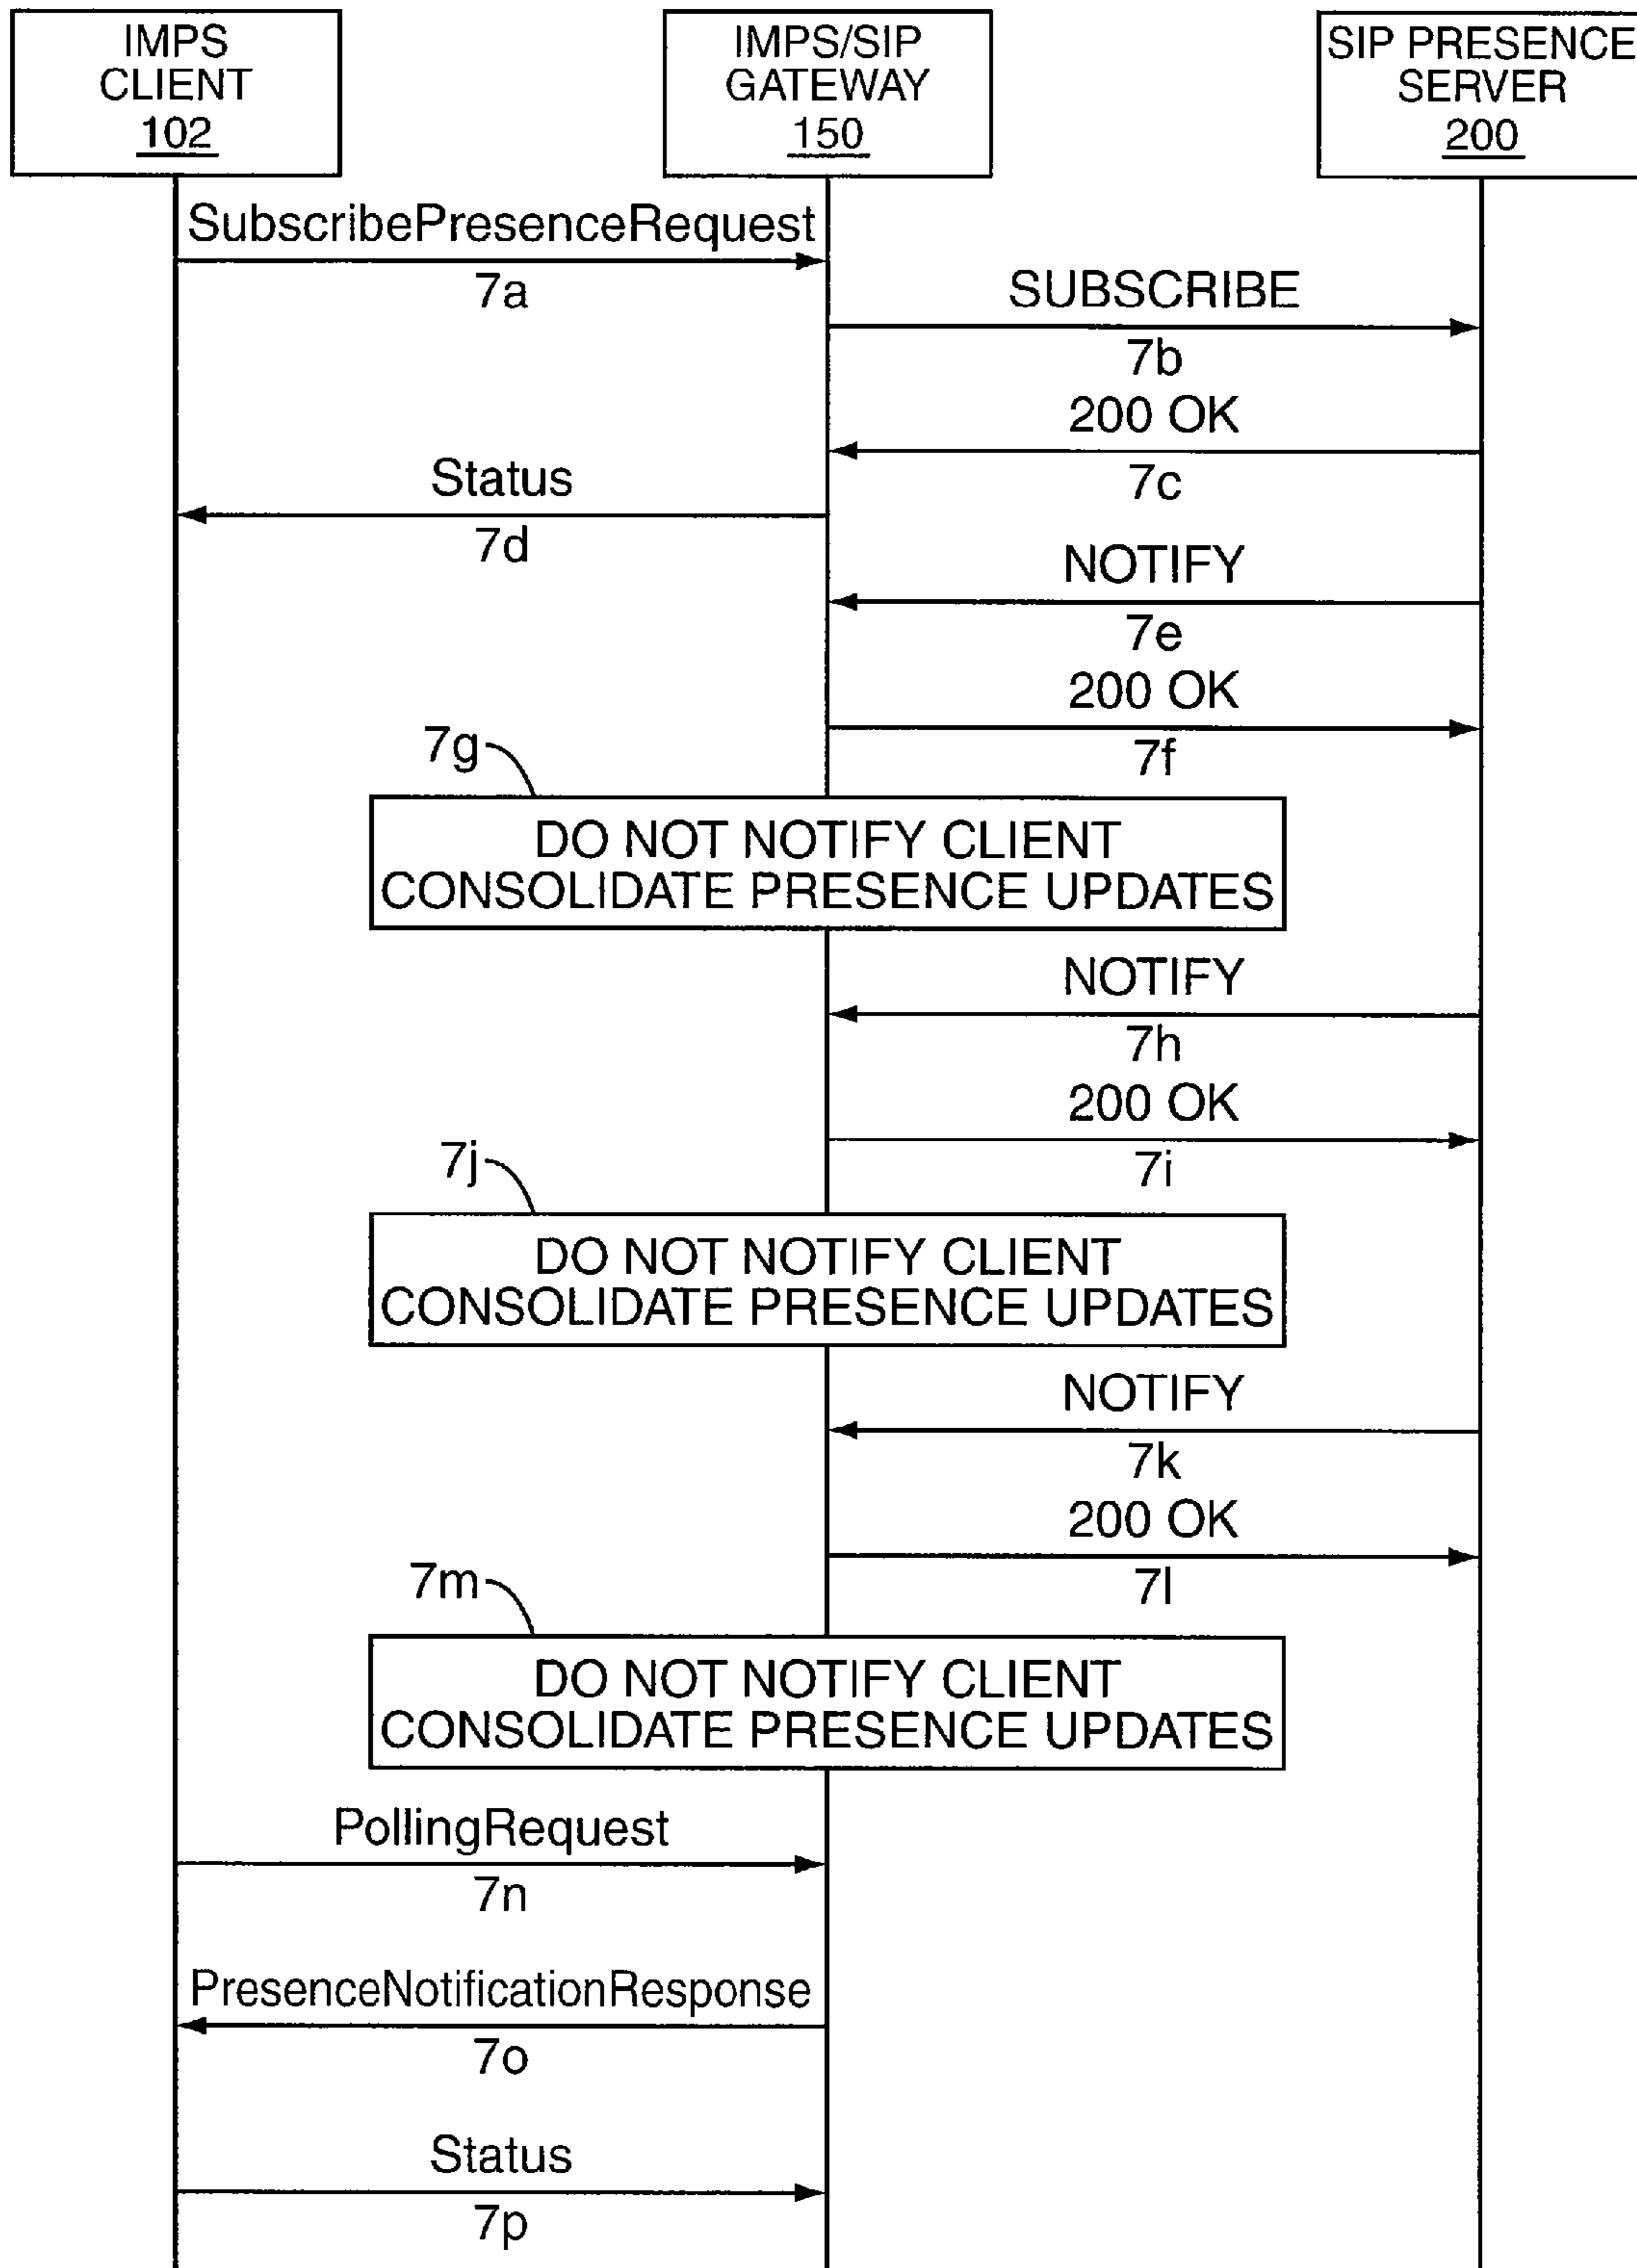 IMPS
CLIENT
102
IMPS/SIP
GATEWAY
150
SIP PRESENCE
SERVER
200
SubscribePresenceRequest
7a
SUBSCRIBE
7b
200 OK
7c
Status
7d
NOTIFY
7e
200 OK
7f
7g
DO NOT NOTIFY CLIENT
CONSOLIDATE PRESENCE UPDATES
NOTIFY
7h
200 OK
7i
7j
DO NOT NOTIFY CLIENT
CONSOLIDATE PRESENCE UPDATES
NOTIFY
7k
200 OK
7l
7m
DO NOT NOTIFY CLIENT
CONSOLIDATE PRESENCE UPDATES
PollingRequest
7n
PresenceNotificationResponse
7o
Status
7p